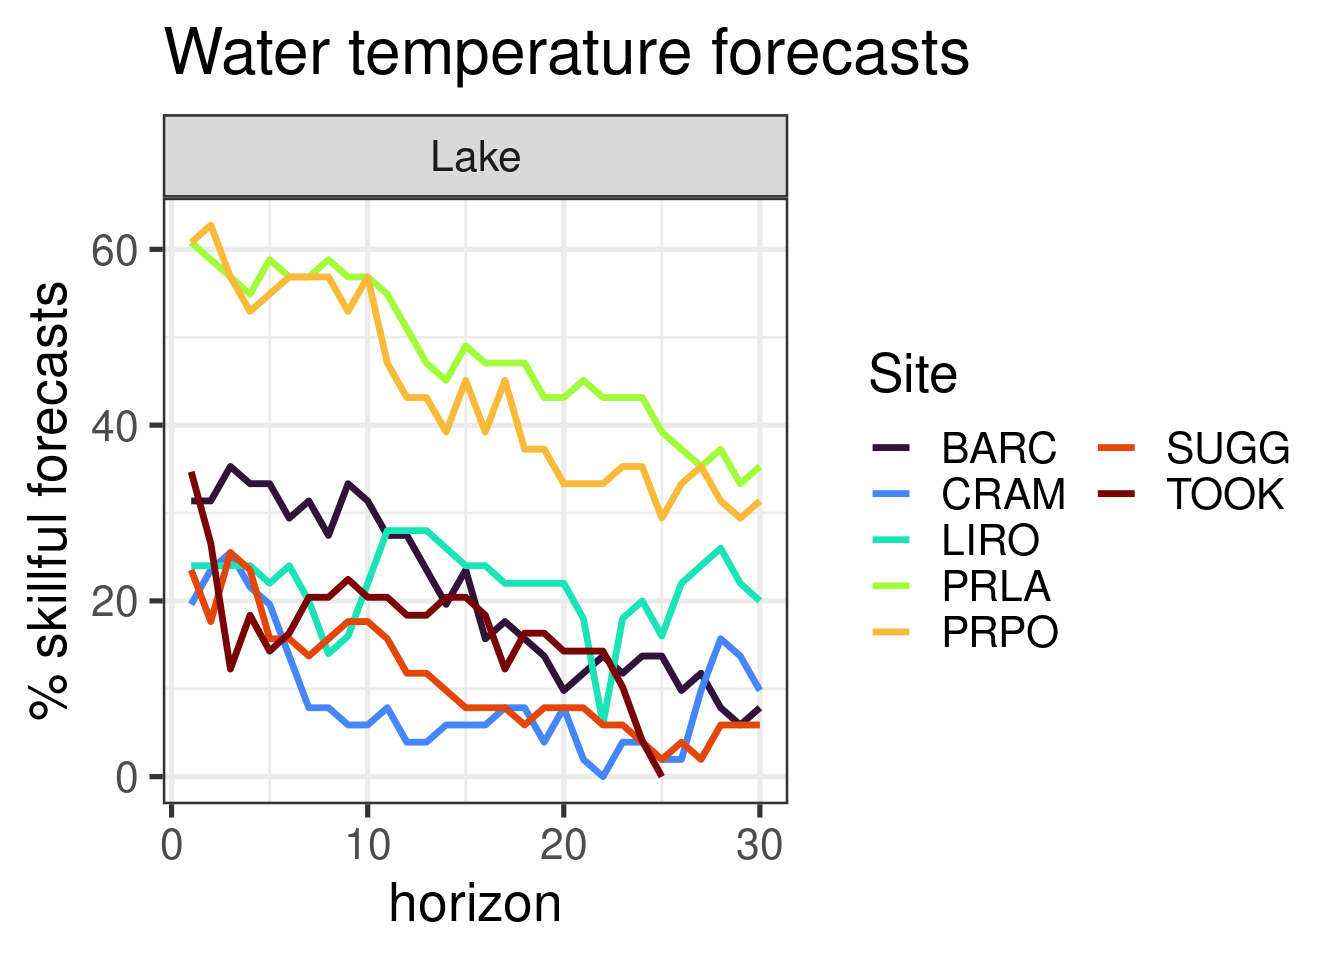 Water temperature forecasts
Lake
60
40
20
0
% skillful forecasts
0 10 20 30
horizon
Site
BARC SUGG
CRAM TOOK
LIRO
PRLA
PRPO